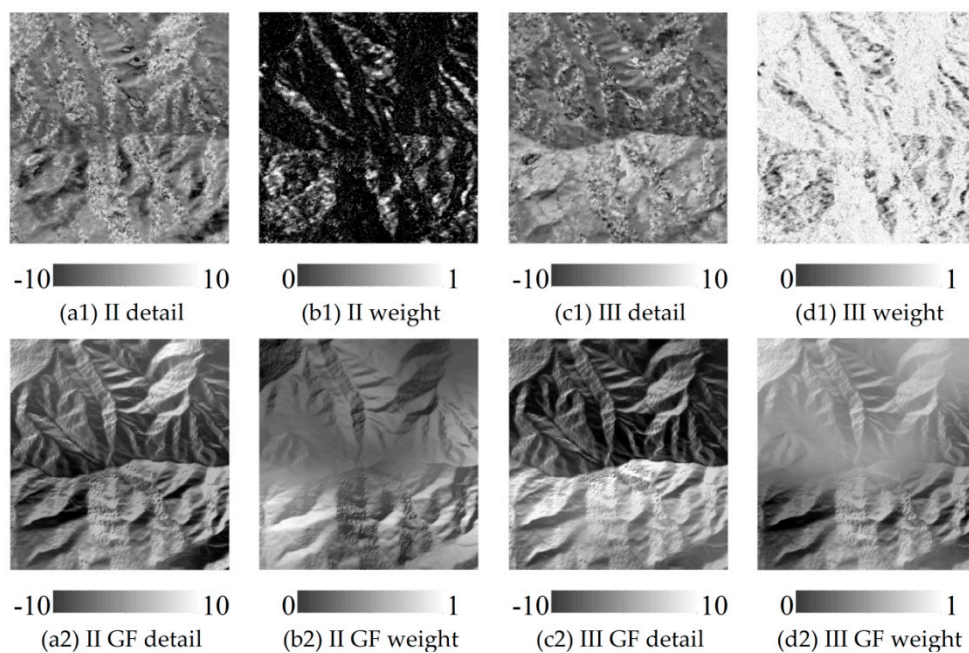 -10 10 0 1 -10 10 0 1
(a1) II detail (b1) II weight (c1) III detail (d1) III weight
-10 10 0 1 -10 10 0 1
(a2) II GF detail (b2) II GF weight (c2) III GF detail (d2) III GF weight